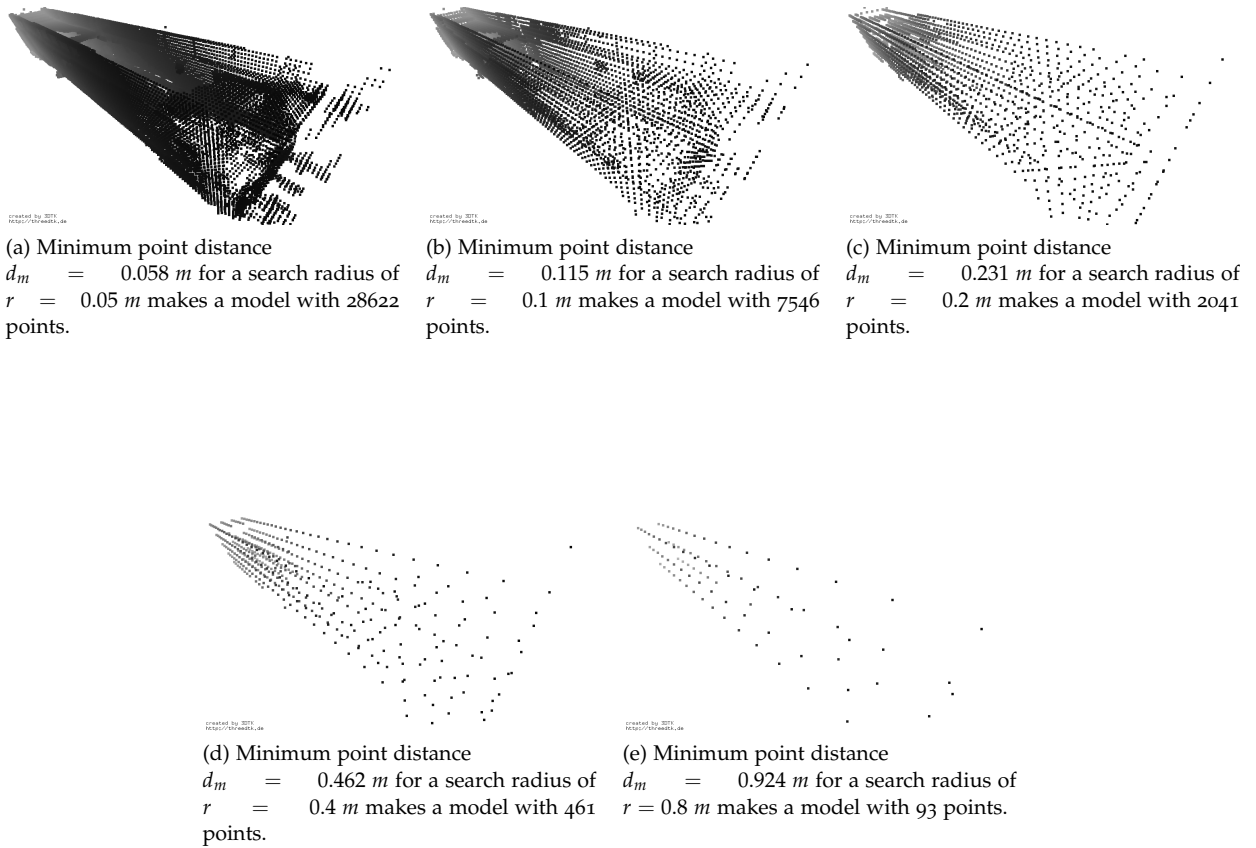 created by 3DTK
http://threedtk.de
(a) Minimum point distance
d_m = 0.058 m for a search radius of
r = 0.05 m makes a model with 28622
points.
(b) Minimum point distance
d_m = 0.115 m for a search radius of
r = 0.1 m makes a model with 7546
points.
created by 3DTK
http://threedtk.de
(c) Minimum point distance
d_m = 0.231 m for a search radius of
r = 0.2 m makes a model with 2041
points.
created by 3DTK
http://threedtk.de
(d) Minimum point distance
d_m = 0.462 m for a search radius of
r = 0.4 m makes a model with 461
points.
created by 3DTK
http://threedtk.de
(e) Minimum point distance
d_m = 0.924 m for a search radius of
r = 0.8 m makes a model with 93 points.
created by 3DTK
http://threedtk.de